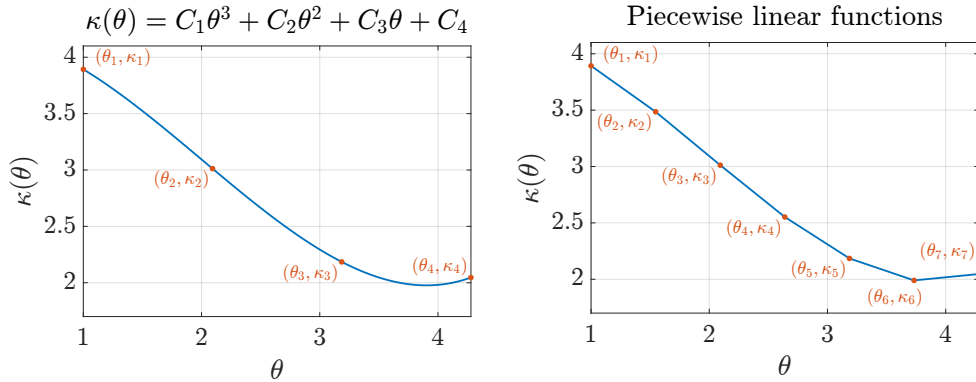 κ(θ) = C₁θ³ + C₂θ² + C₃θ + C₄
4
3.5
3
2.5
2
κ(θ)
(θ₁, κ₁)
(θ₂, κ₂)
(θ₃, κ₃)
(θ₄, κ₄)
1
2
3
4
θ
Piecewise linear functions
4
3.5
3
2.5
2
κ(θ)
(θ₁, κ₁)
(θ₂, κ₂)
(θ₃, κ₃)
(θ₄, κ₄)
(θ₅, κ₅)
(θ₆, κ₆)
(θ₇, κ₇)
1
2
3
4
θ